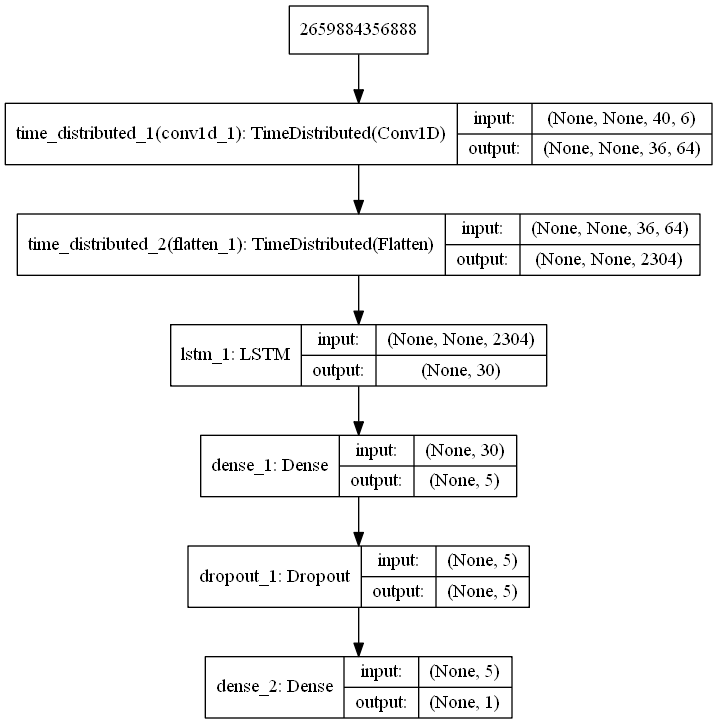 2659884356888
time_distributed_1(conv1d_1): TimeDistributed(Conv1D)
input: (None, None, 40, 6)
output: (None, None, 36, 64)
time_distributed_2(flatten_1): TimeDistributed(Flatten)
input: (None, None, 36, 64)
output: (None, None, 2304)
lstm_1: LSTM
input: (None, None, 2304)
output: (None, 30)
dense_1: Dense
input: (None, 30)
output: (None, 5)
dropout_1: Dropout
input: (None, 5)
output: (None, 5)
dense_2: Dense
input: (None, 5)
output: (None, 1)